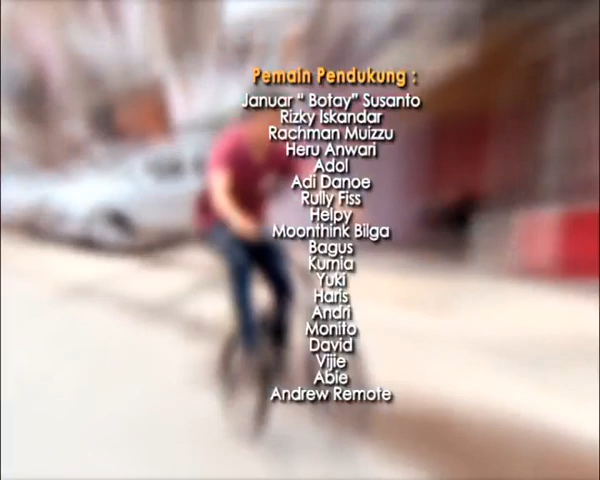 Pemain Pendukung :
Januar “ Botay” Susanto
Rizky Iskandar
Rachman Muizzu
Heru Anwari
Adol
Adi Danoe
Rully Fiss
Helpy
Moonthink Bilga
Bagus
Kurnia
Yuki
Haris
Andri
Monito
David
Vijie
Abie
Andrew Remote